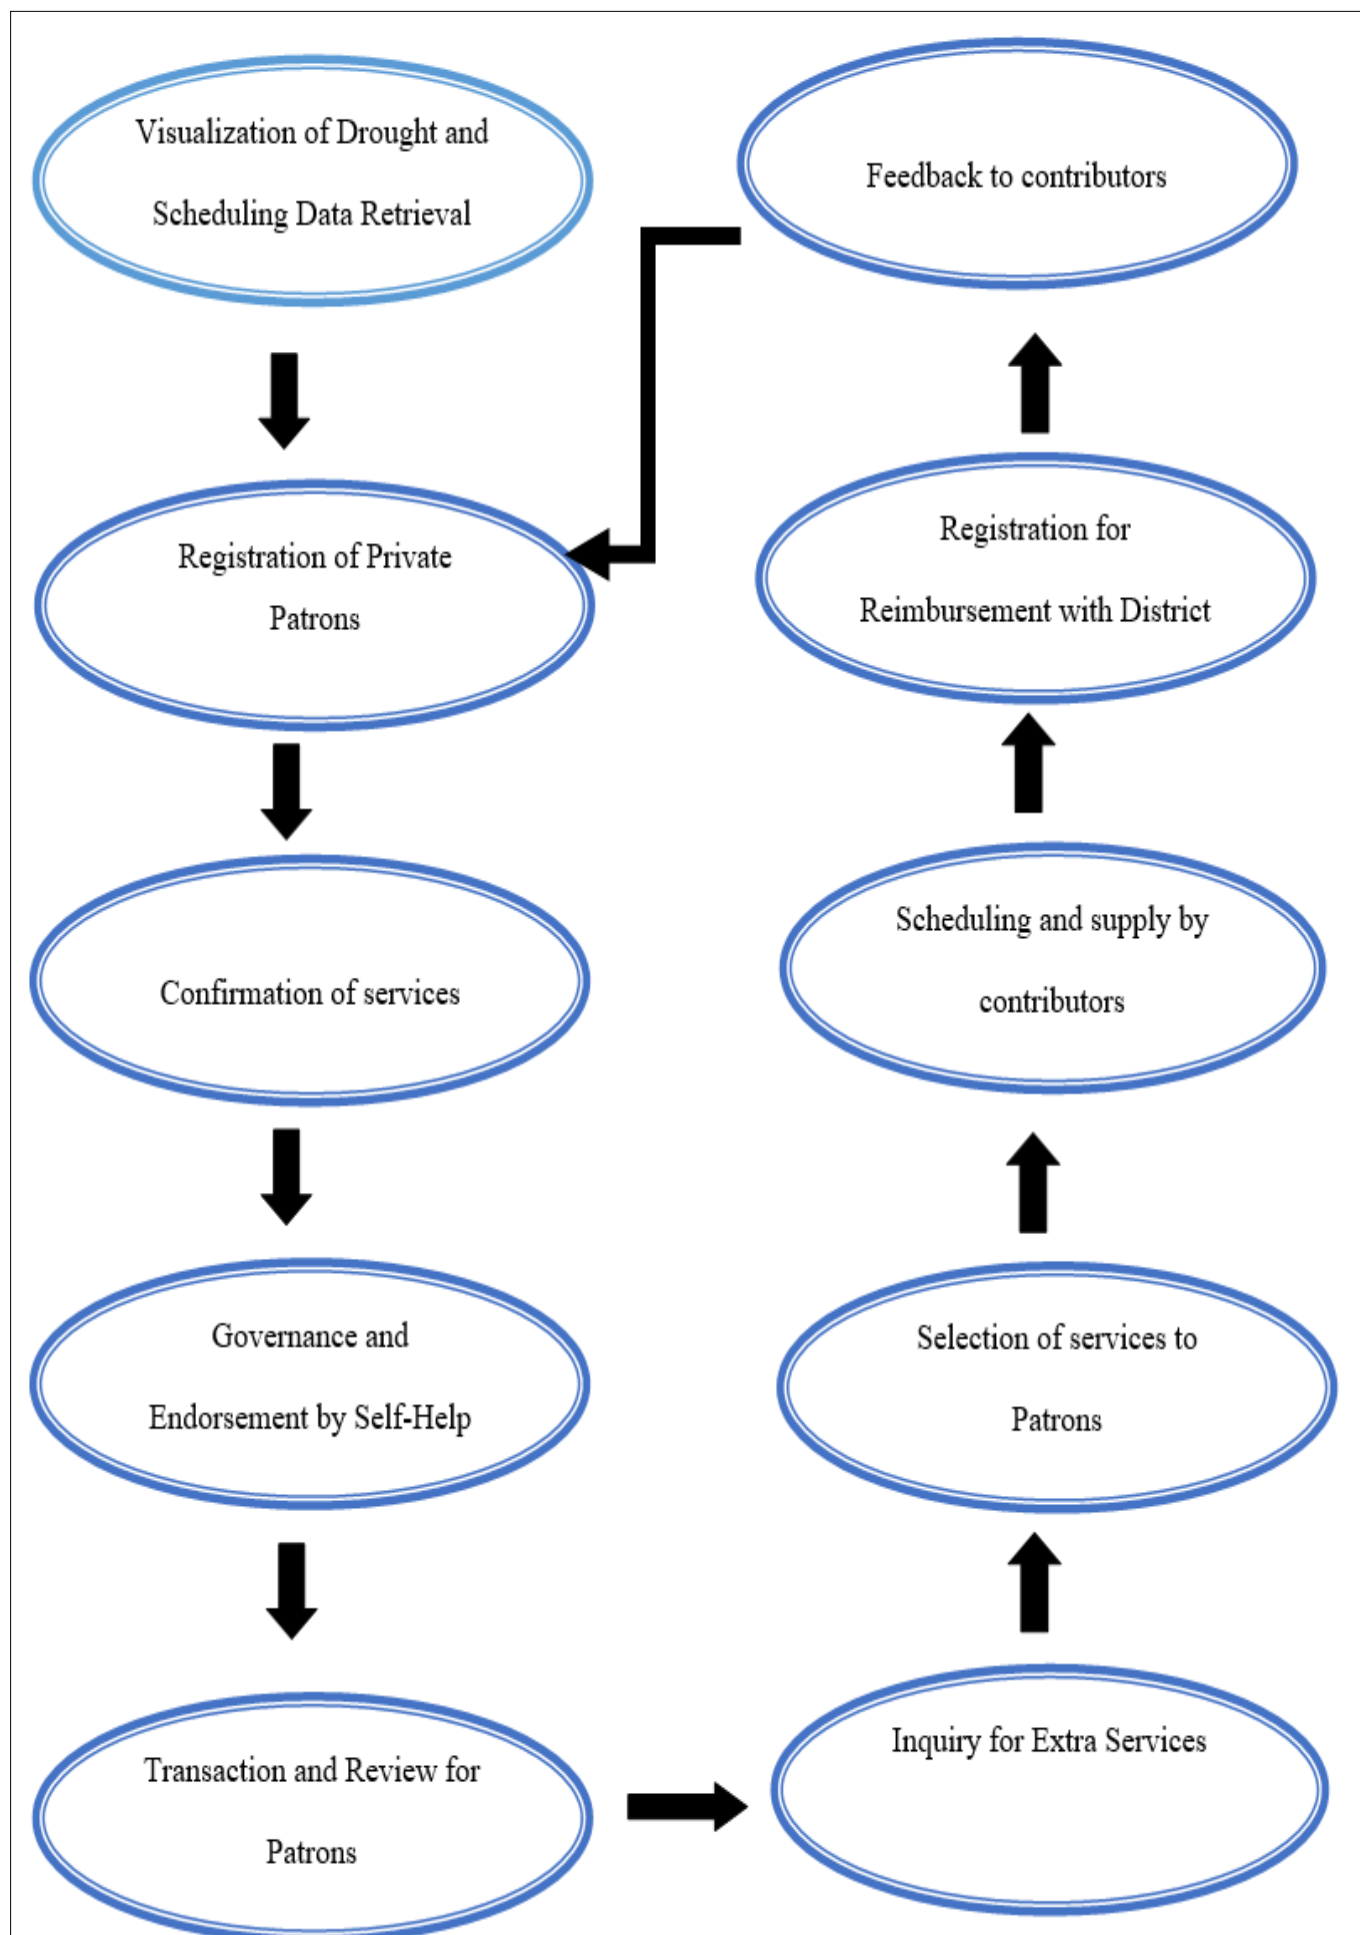 Visualization of Drought and
Scheduling Data Retrieval
Registration of Private
Patrons
Confirmation of services
Governance and
Endorsement by Self-Help
Transaction and Review for
Patrons
Inquiry for Extra Services
Selection of services to
Patrons
Scheduling and supply by
contributors
Registration for
Reimbursement with District
Feedback to contributors